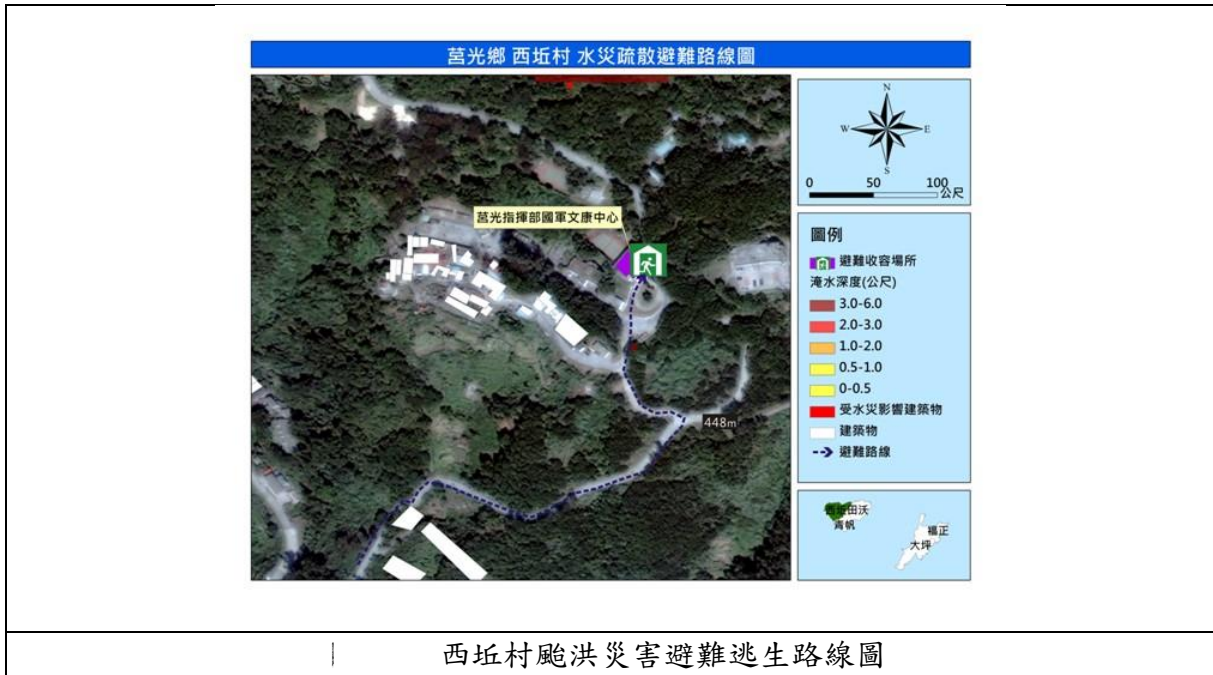 莒光鄉 西坵村 水災疏散避難路線圖
N
W
E
S
0
50
100
公尺
莒光指揮部國軍文康中心
448m
圖例
避難收容場所
淹水深度(公尺)
3.0-6.0
2.0-3.0
1.0-2.0
0.5-1.0
0-0.5
受水災影響建築物
建築物
避難路線
西坵田沃
青帆
福正
大坪
西坵村颱洪災害避難逃生路線圖